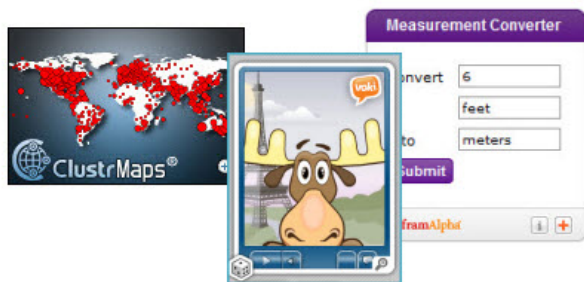 ClustrMaps®
voki
Measurement Converter
onvert 6
feet
to meters
Submit
framAlpha